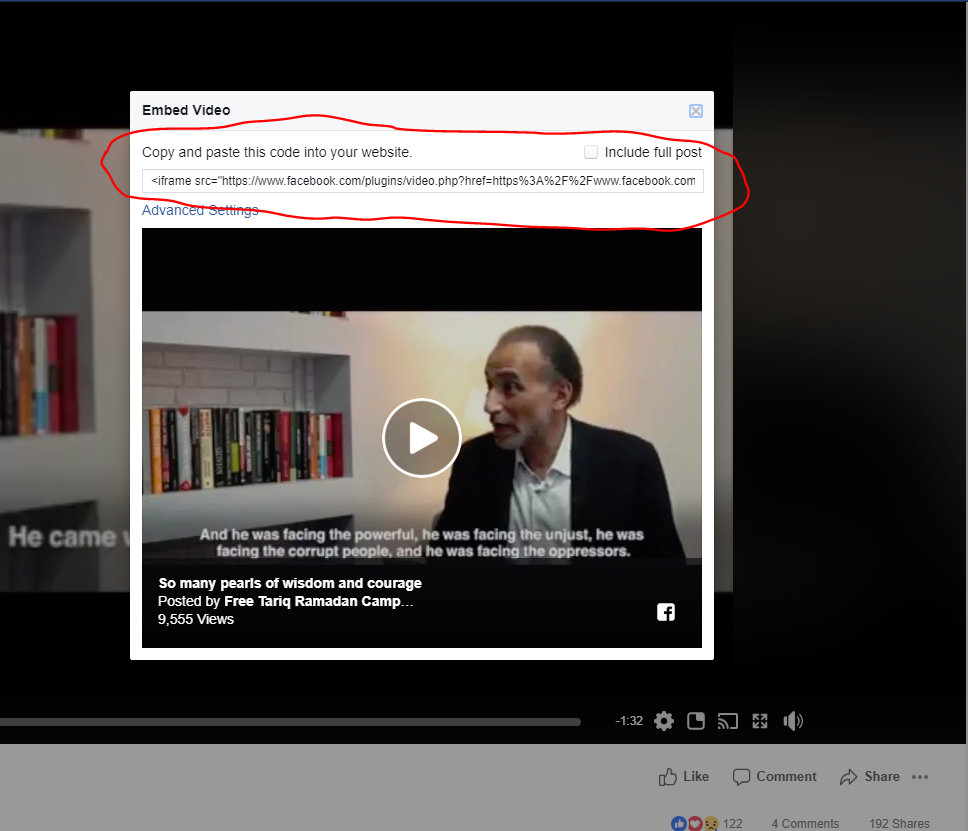 Embed Video
Copy and paste this code into your website.
Include full post
<iframe src="https://www.facebook.com/plugins/video.php?href=https%3A%2F%2Fwww.facebook.com
Advanced Settings
He came
And he was facing the powerful, he was facing the unjust, he was
facing the corrupt people, and he was facing the oppressors.
So many pearls of wisdom and courage
Posted by Free Tariq Ramadan Camp...
9,555 Views
-1:32
Like
Comment
Share
122
4 Comments
192 Shares